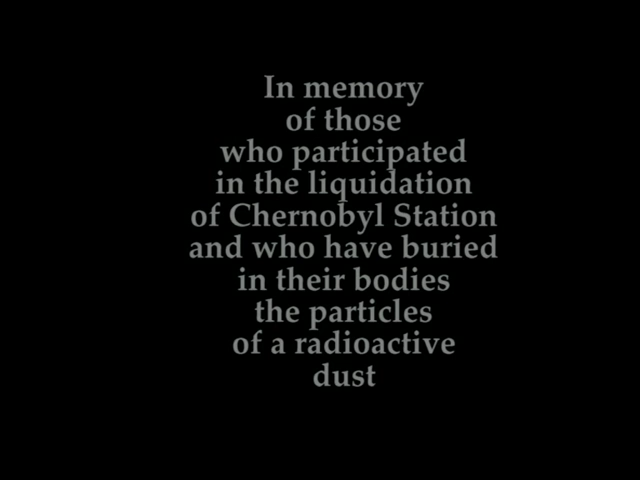 In memory
of those
who participated
in the liquidation
of Chernobyl Station
and who have buried
in their bodies
the particles
of a radioactive
dust